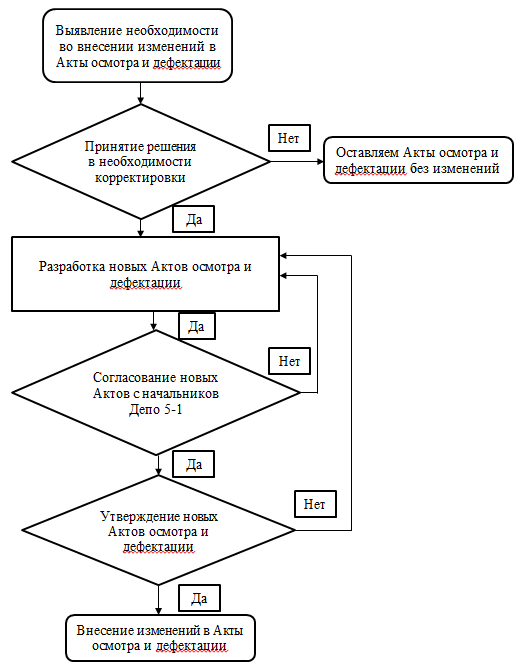 Выявление необходимости
во внесении изменений в
Акты осмотра и дефектации
Принятие решения
в необходимости
корректировки
Нет
Оставляем Акты осмотра и
дефектации без изменений
Да
Разработка новых Актов осмотра и
дефектации
Да
Нет
Согласование новых
Актов с начальников
Депо 5-1
Да
Нет
Утверждение новых
Актов осмотра и
дефектации
Да
Внесение изменений в Акты
осмотра и дефектации